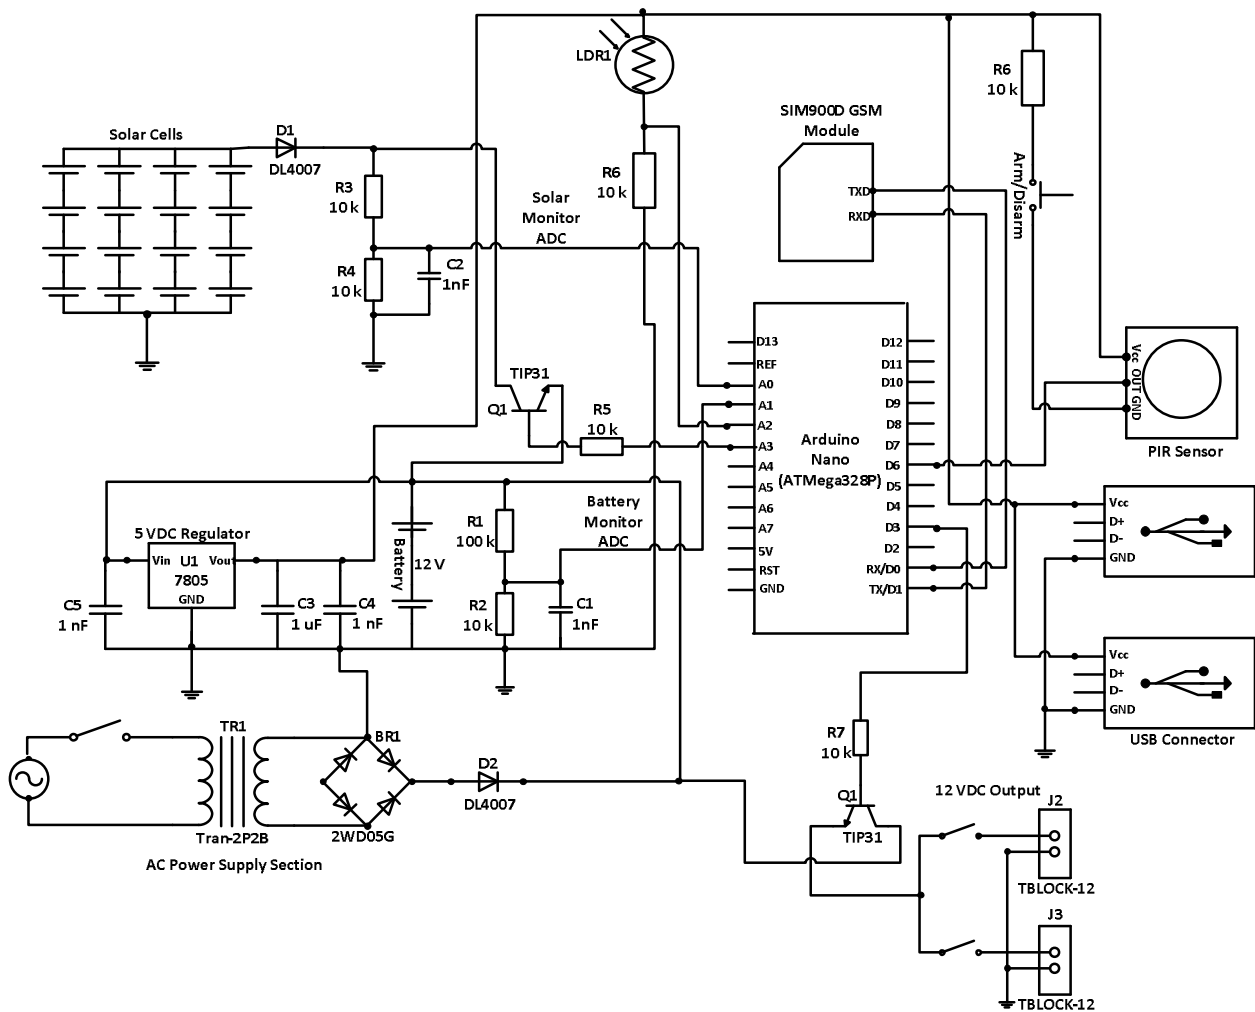 LDR1
R6
10 k
SIM900D GSM
Module
Solar Cells
D1
DL4007
R3
10 k
R6
10 k
Arm/Disarm
TXD
RXD
Solar
Monitor
ADC
R4
10 k
C2
1nF
TIP31
Q1
R5
10 k
D13
REF
A0
A1
A2
A3
A4
A5
A6
A7
5V
RST
GND
Arduino
Nano
(ATMega328P)
D12
D11
D10
D9
D8
D7
D6
D5
D4
D3
D2
RX/D0
TX/D1
Vcc
OUT
GND
PIR Sensor
Vcc
D+
D-
GND
Vcc
D+
D-
GND
USB Connector
5 VDC Regulator
Vin
U1
Vout
7805
GND
C5
1 nF
C3
1 uF
C4
1 nF
Battery
12 V
R1
100 k
Battery
Monitor
ADC
R2
10 k
C1
1nF
TR1
BR1
Tran-2P2B
2WD05G
D2
DL4007
AC Power Supply Section
R7
10 k
Q1
TIP31
12 VDC Output
J2
TBLOCK-12
J3
TBLOCK-12